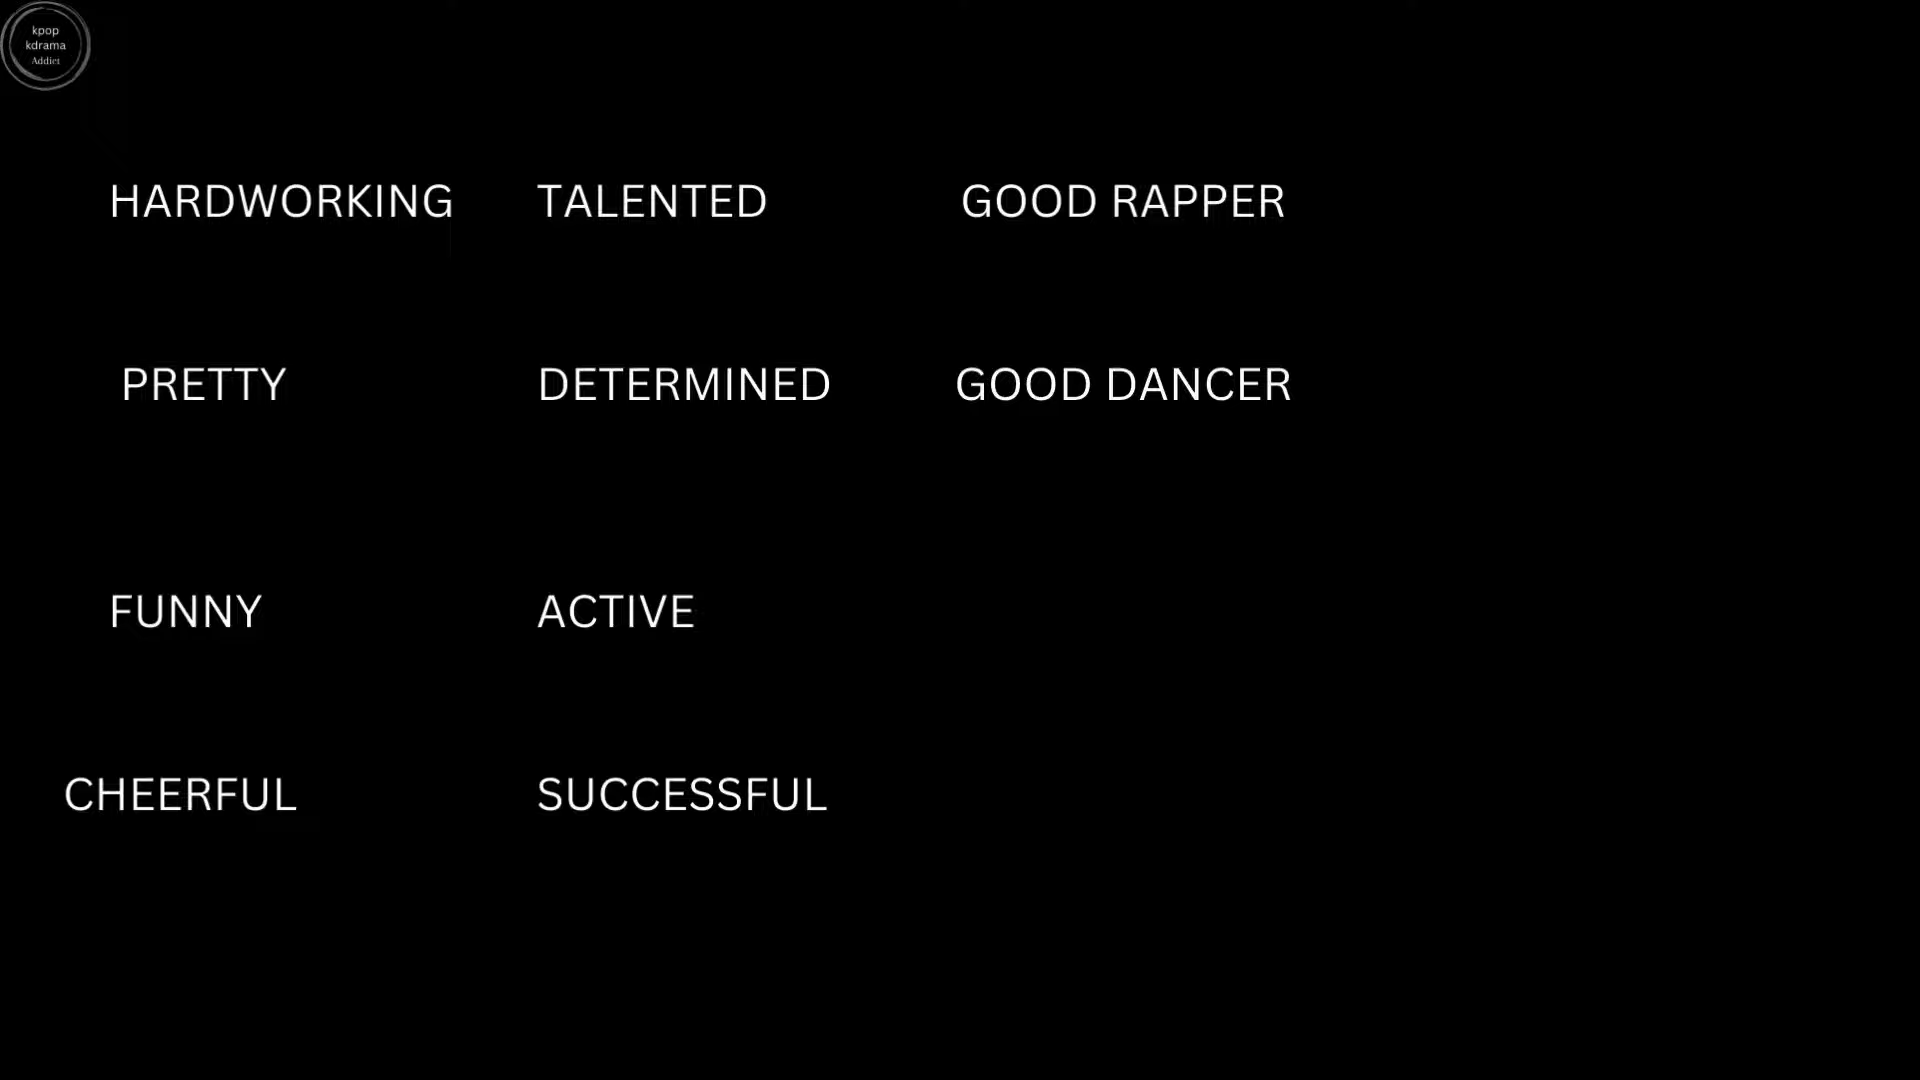 kpop
kdrama
Addict
HARDWORKING TALENTED GOOD RAPPER
PRETTY DETERMINED GOOD DANCER
FUNNY ACTIVE
CHEERFUL SUCCESSFUL